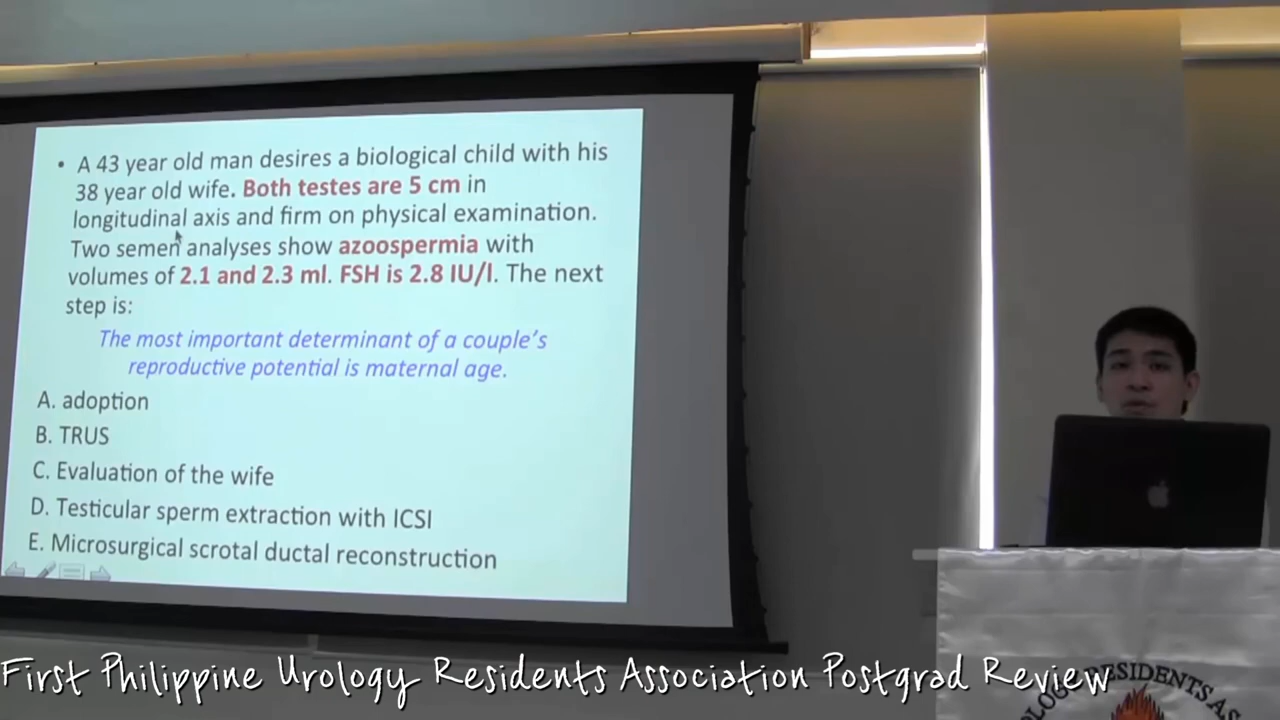 • A 43 year old man desires a biological child with his
38 year old wife. Both testes are 5 cm in
longitudinal axis and firm on physical examination.
Two semen analyses show azoospermia with
volumes of 2.1 and 2.3 ml. FSH is 2.8 IU/l. The next
step is:
The most important determinant of a couple's
reproductive potential is maternal age.
A. adoption
B. TRUS
C. Evaluation of the wife
D. Testicular sperm extraction with ICSI
E. Microsurgical scrotal ductal reconstruction
First Philippine Urology Residents Association Postgrad Review